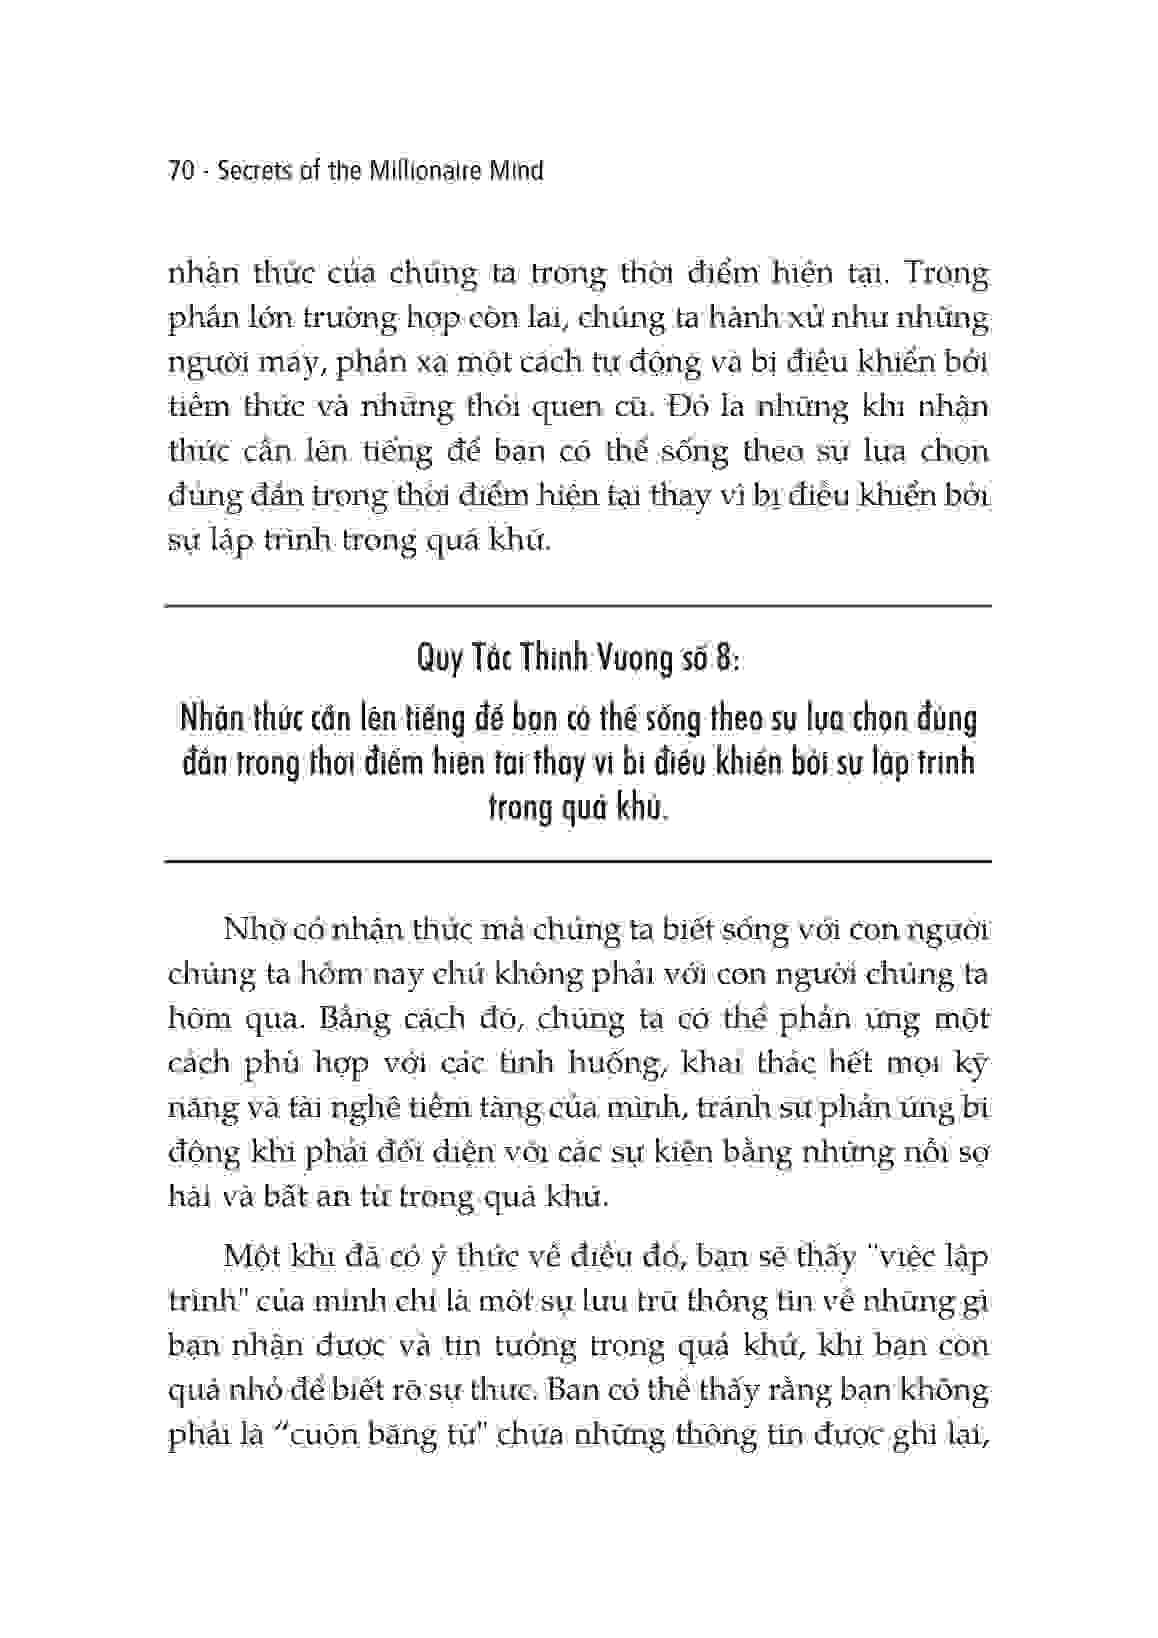 70 - Secrets of the Millionaire Mind
nhận thức của chúng ta trong thời điểm hiện tại. Trong
phần lớn trường hợp còn lại, chúng ta hành xử như những
người máy, phản xạ một cách tự động và bị điều khiển bởi
tiềm thức và những thói quen cũ. Đó là những khi nhận
thức cần lên tiếng để bạn có thể sống theo sự lựa chọn
đúng đắn trong thời điểm hiện tại thay vì bị điều khiển bởi
sự lập trình trong quá khứ.
Quy Tắc Thịnh Vượng số 8:
Nhận thức cần lên tiếng để bạn có thể sống theo sự lựa chọn đúng
đắn trong thời điểm hiện tại thay vì bị điều khiển bởi sự lập trình
trong quá khứ.
Nhờ có nhận thức mà chúng ta biết sống với con người
chúng ta hôm nay chứ không phải với con người chúng ta
hôm qua. Bằng cách đó, chúng ta có thể phản ứng một
cách phù hợp với các tình huống, khai thác hết mọi kỹ
năng và tài nghệ tiềm tàng của mình, tránh sự phản ứng bị
động khi phải đối diện với các sự kiện bằng những nỗi sợ
hãi và bất an từ trong quá khứ.
Một khi đã có ý thức về điều đó, bạn sẽ thấy "việc lập
trình" của mình chỉ là một sự lưu trữ thông tin về những gì
bạn nhận được và tin tưởng trong quá khứ, khi bạn còn
quá nhỏ để biết rõ sự thực. Bạn có thể thấy rằng bạn không
phải là “cuộn băng từ" chứa những thông tin được ghi lại,